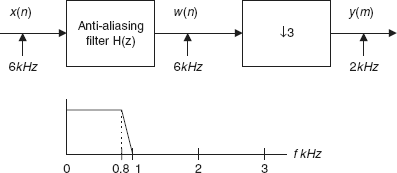 x(n) w(n) y(m)
Anti-aliasing
filter H(z)
↓3
6kHz 6kHz 2kHz
f kHz
0 0.8 1 2 3